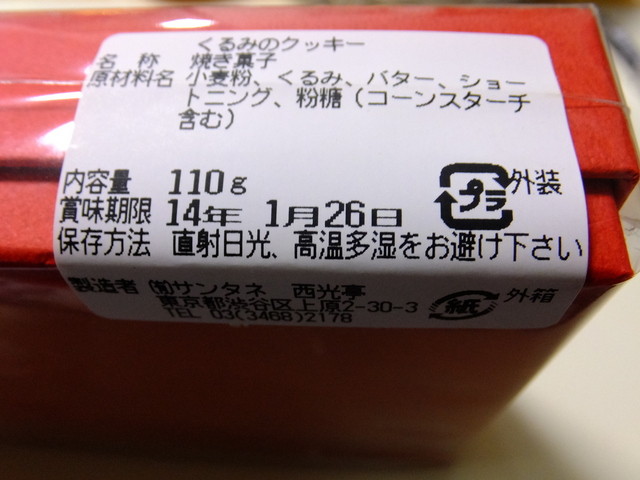 くるみのクッキー
名 称 焼き菓子
原材料名 小麦粉、くるみ、バター、ショー
トニング、粉糖（コーンスターチ
含む）
内容量 110g プラ 外装
賞味期限 14年 1月26日
保存方法 直射日光、高温多湿をお避け下さい
製造者 ㈲サンタネ 西光亭
東京都渋谷区上原2-30-3 紙 外箱
TEL 03(3468)2178